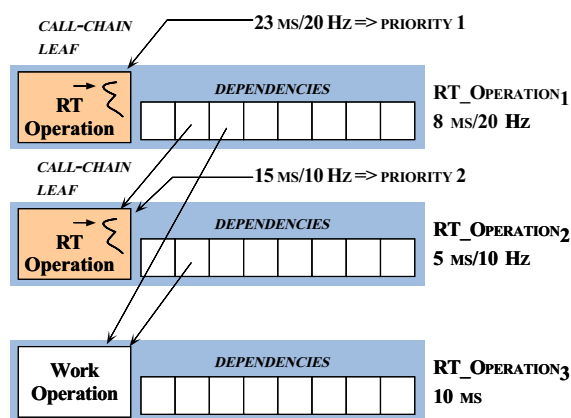 CALL-CHAIN
LEAF
23 MS/20 HZ => PRIORITY 1
RT
Operation
DEPENDENCIES
RT_OPERATION1
8 MS/20 HZ
CALL-CHAIN
LEAF
15 MS/10 HZ => PRIORITY 2
RT
Operation
DEPENDENCIES
RT_OPERATION2
5 MS/10 HZ
Work
Operation
DEPENDENCIES
RT_OPERATION3
10 MS